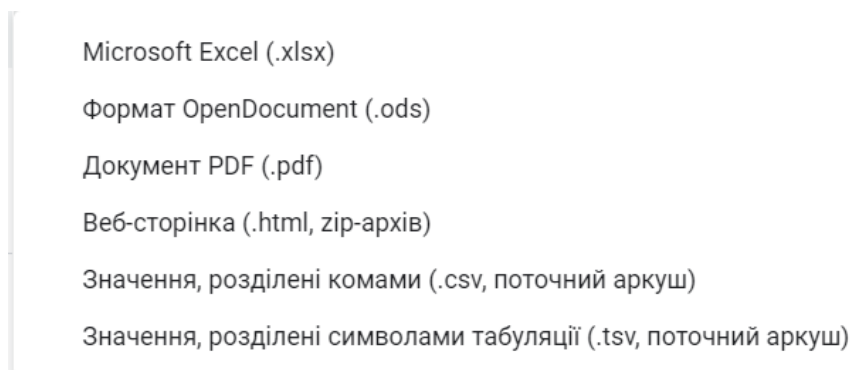 Microsoft Excel (.xlsx)
Формат OpenDocument (.ods)
Документ PDF (.pdf)
Веб-сторінка (.html, zip-архів)
Значення, розділені комами (.csv, поточний аркуш)
Значення, розділені символами табуляції (.tsv, поточний аркуш)